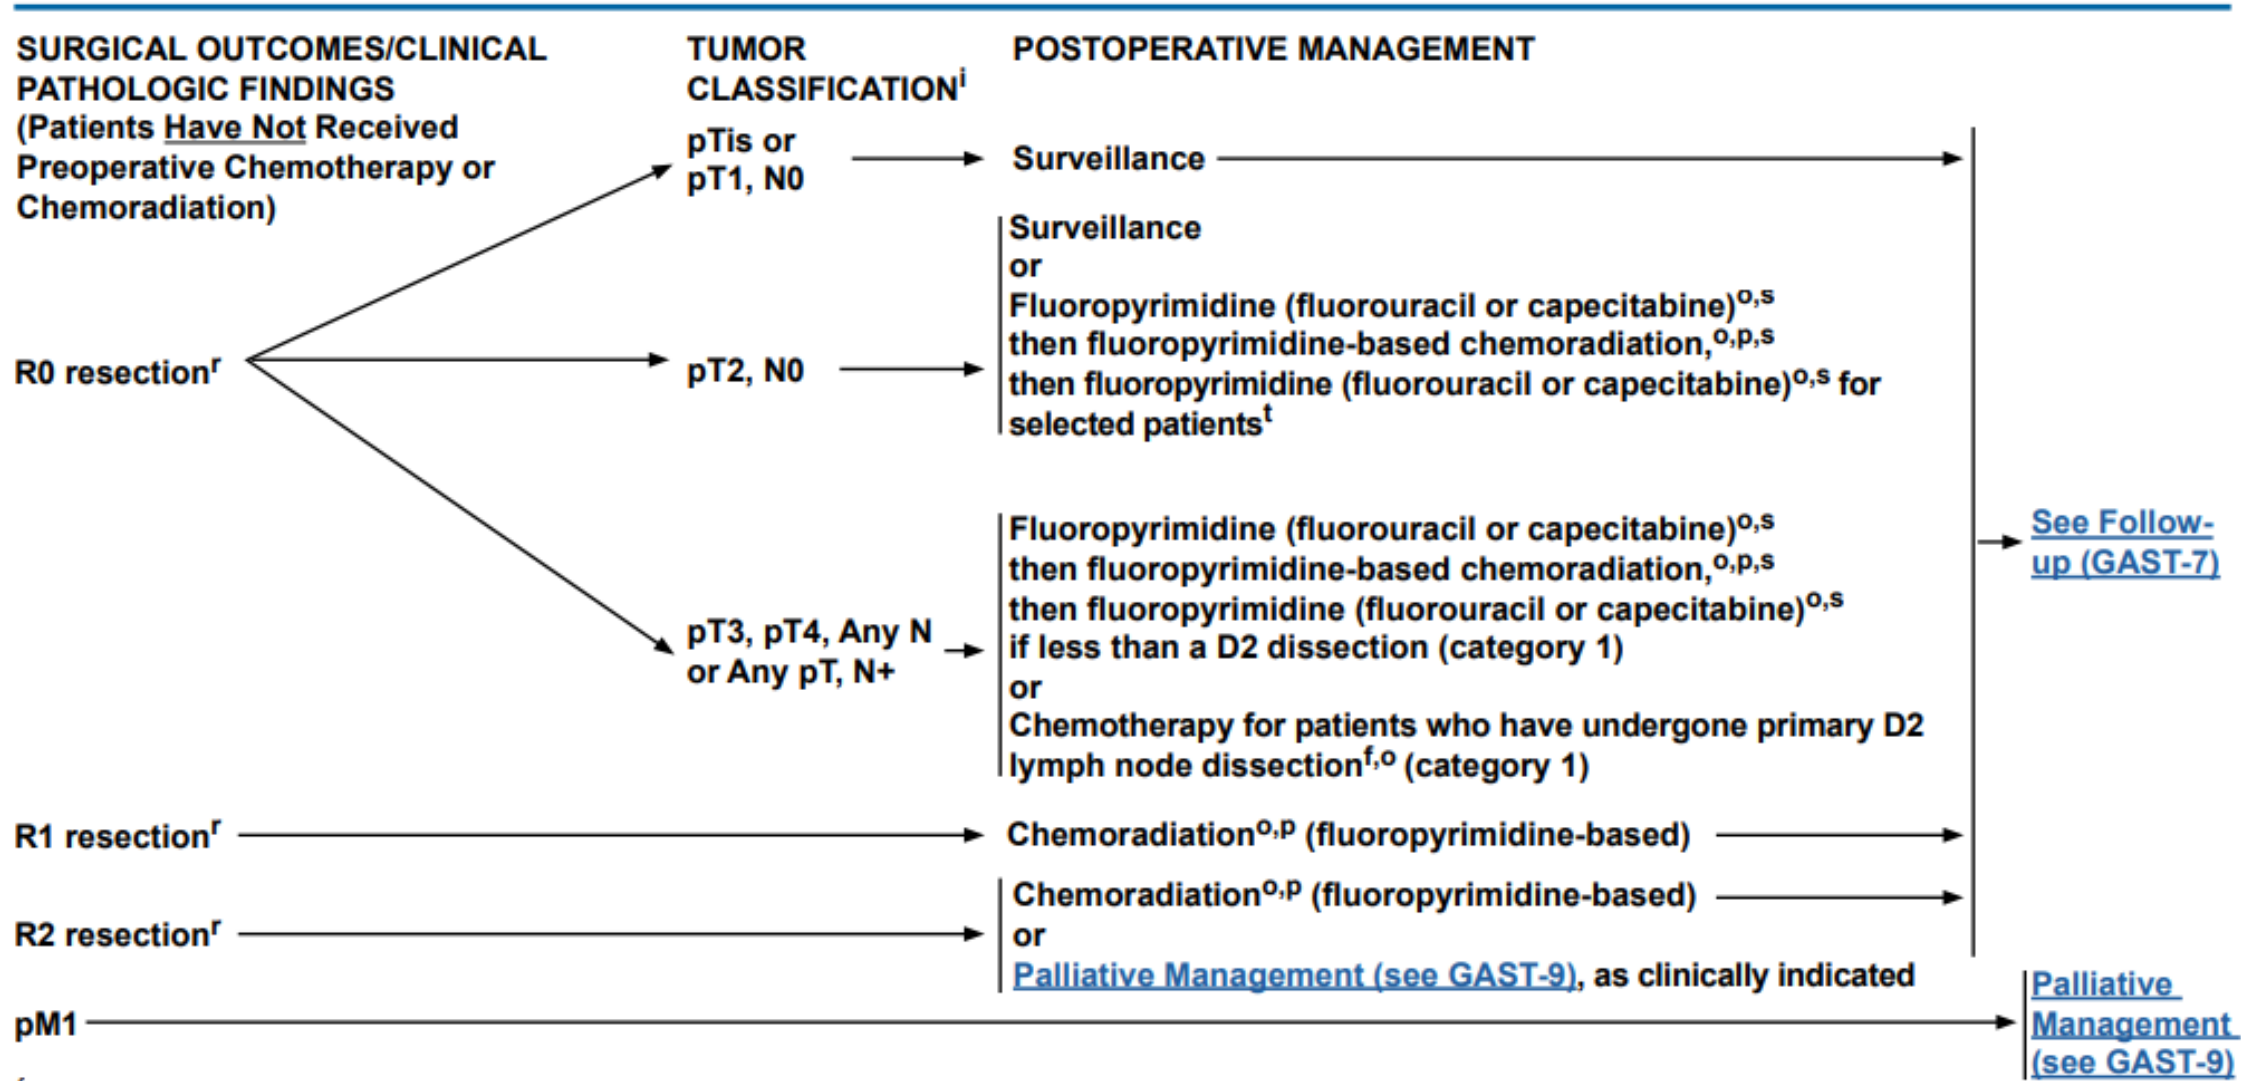 SURGICAL OUTCOMES/CLINICAL
PATHOLOGIC FINDINGS
(Patients Have Not Received
Preoperative Chemotherapy or
Chemoradiation)
TUMOR
CLASSIFICATIONⁱ
POSTOPERATIVE MANAGEMENT
R0 resectionʳ
pTis or
pT1, N0
Surveillance
pT2, N0
Surveillance
or
Fluoropyrimidine (fluorouracil or capecitabine)ᵒ,ˢ
then fluoropyrimidine-based chemoradiation,ᵒ,ᵖ,ˢ
then fluoropyrimidine (fluorouracil or capecitabine)ᵒ,ˢ for
selected patientsᵗ
pT3, pT4, Any N
or Any pT, N+
Fluoropyrimidine (fluorouracil or capecitabine)ᵒ,ˢ
then fluoropyrimidine-based chemoradiation,ᵒ,ᵖ,ˢ
then fluoropyrimidine (fluorouracil or capecitabine)ᵒ,ˢ
if less than a D2 dissection (category 1)
or
Chemotherapy for patients who have undergone primary D2
lymph node dissectionᶠ,ᵒ (category 1)
See Follow-
up (GAST-7)
R1 resectionʳ
Chemoradiationᵒ,ᵖ (fluoropyrimidine-based)
R2 resectionʳ
Chemoradiationᵒ,ᵖ (fluoropyrimidine-based)
or
Palliative Management (see GAST-9), as clinically indicated
pM1
Palliative
Management
(see GAST-9)